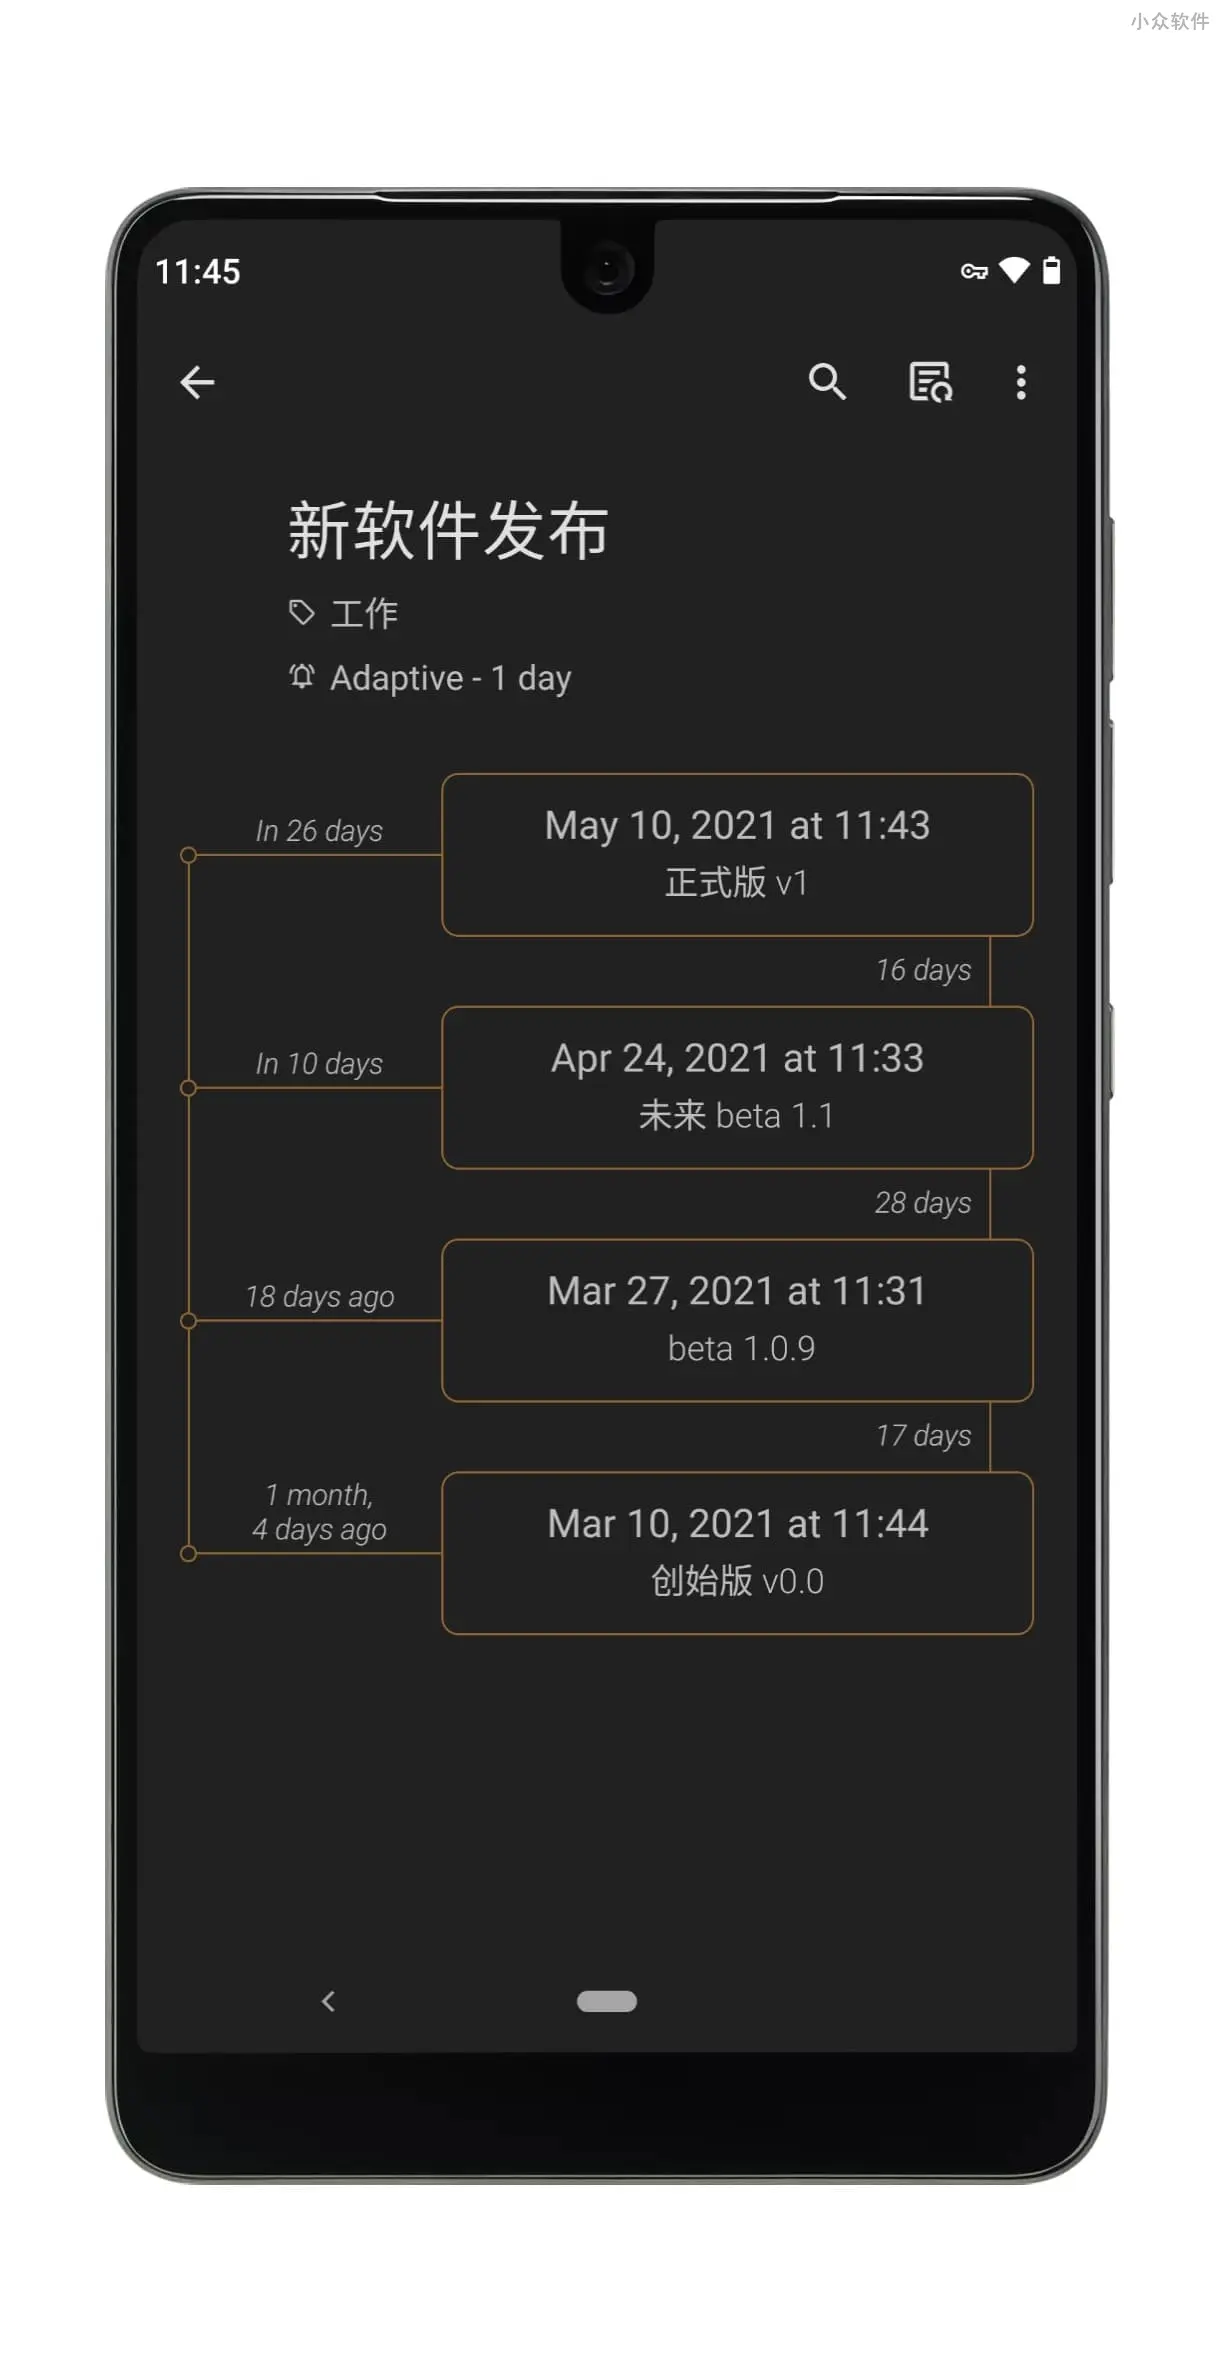 小众软件
11:45
新软件发布
工作
Adaptive - 1 day
In 26 days
May 10, 2021 at 11:43
正式版 v1
16 days
In 10 days
Apr 24, 2021 at 11:33
未来 beta 1.1
28 days
18 days ago
Mar 27, 2021 at 11:31
beta 1.0.9
17 days
1 month,
4 days ago
Mar 10, 2021 at 11:44
创始版 v0.0